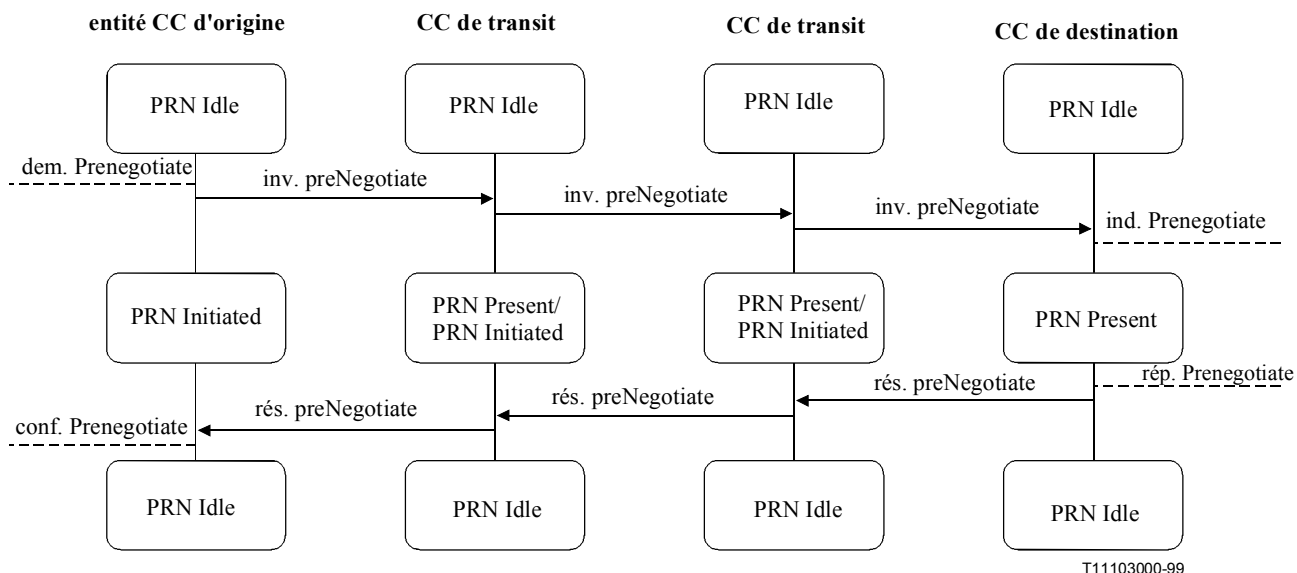 entité CC d'origine
CC de transit
CC de transit
CC de destination
PRN Idle
PRN Idle
PRN Idle
PRN Idle
dem. Prenegotiate
inv. preNegotiate
inv. preNegotiate
inv. preNegotiate
ind. Prenegotiate
PRN Initiated
PRN Present/
PRN Initiated
PRN Present/
PRN Initiated
PRN Present
rép. Prenegotiate
rés. preNegotiate
rés. preNegotiate
rés. preNegotiate
conf. Prenegotiate
PRN Idle
PRN Idle
PRN Idle
PRN Idle
T11103000-99